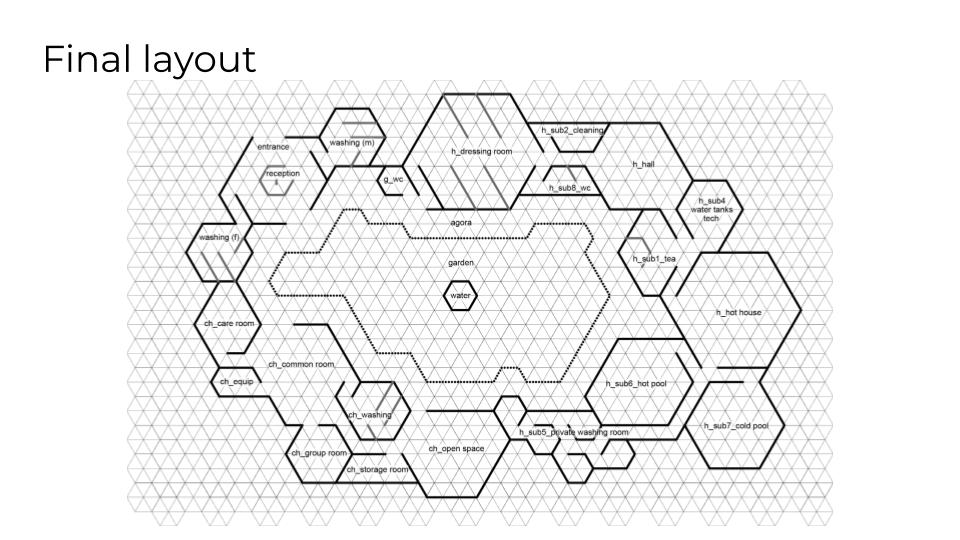 Final layout
h_sub2_cleaning
entrance
washing (m)
h_dressing room
h_hall
reception
g_wc
h_sub8_wc
h_sub4
water tanks
tech
agora
washing (f)
garden
h_sub1_tea
water
h_hot house
ch_care room
ch_common room
ch_equip
h_sub6_hot pool
ch_washing
h_sub7_cold pool
h_sub5_private washing room
ch_open space
ch_group room
ch_storage room